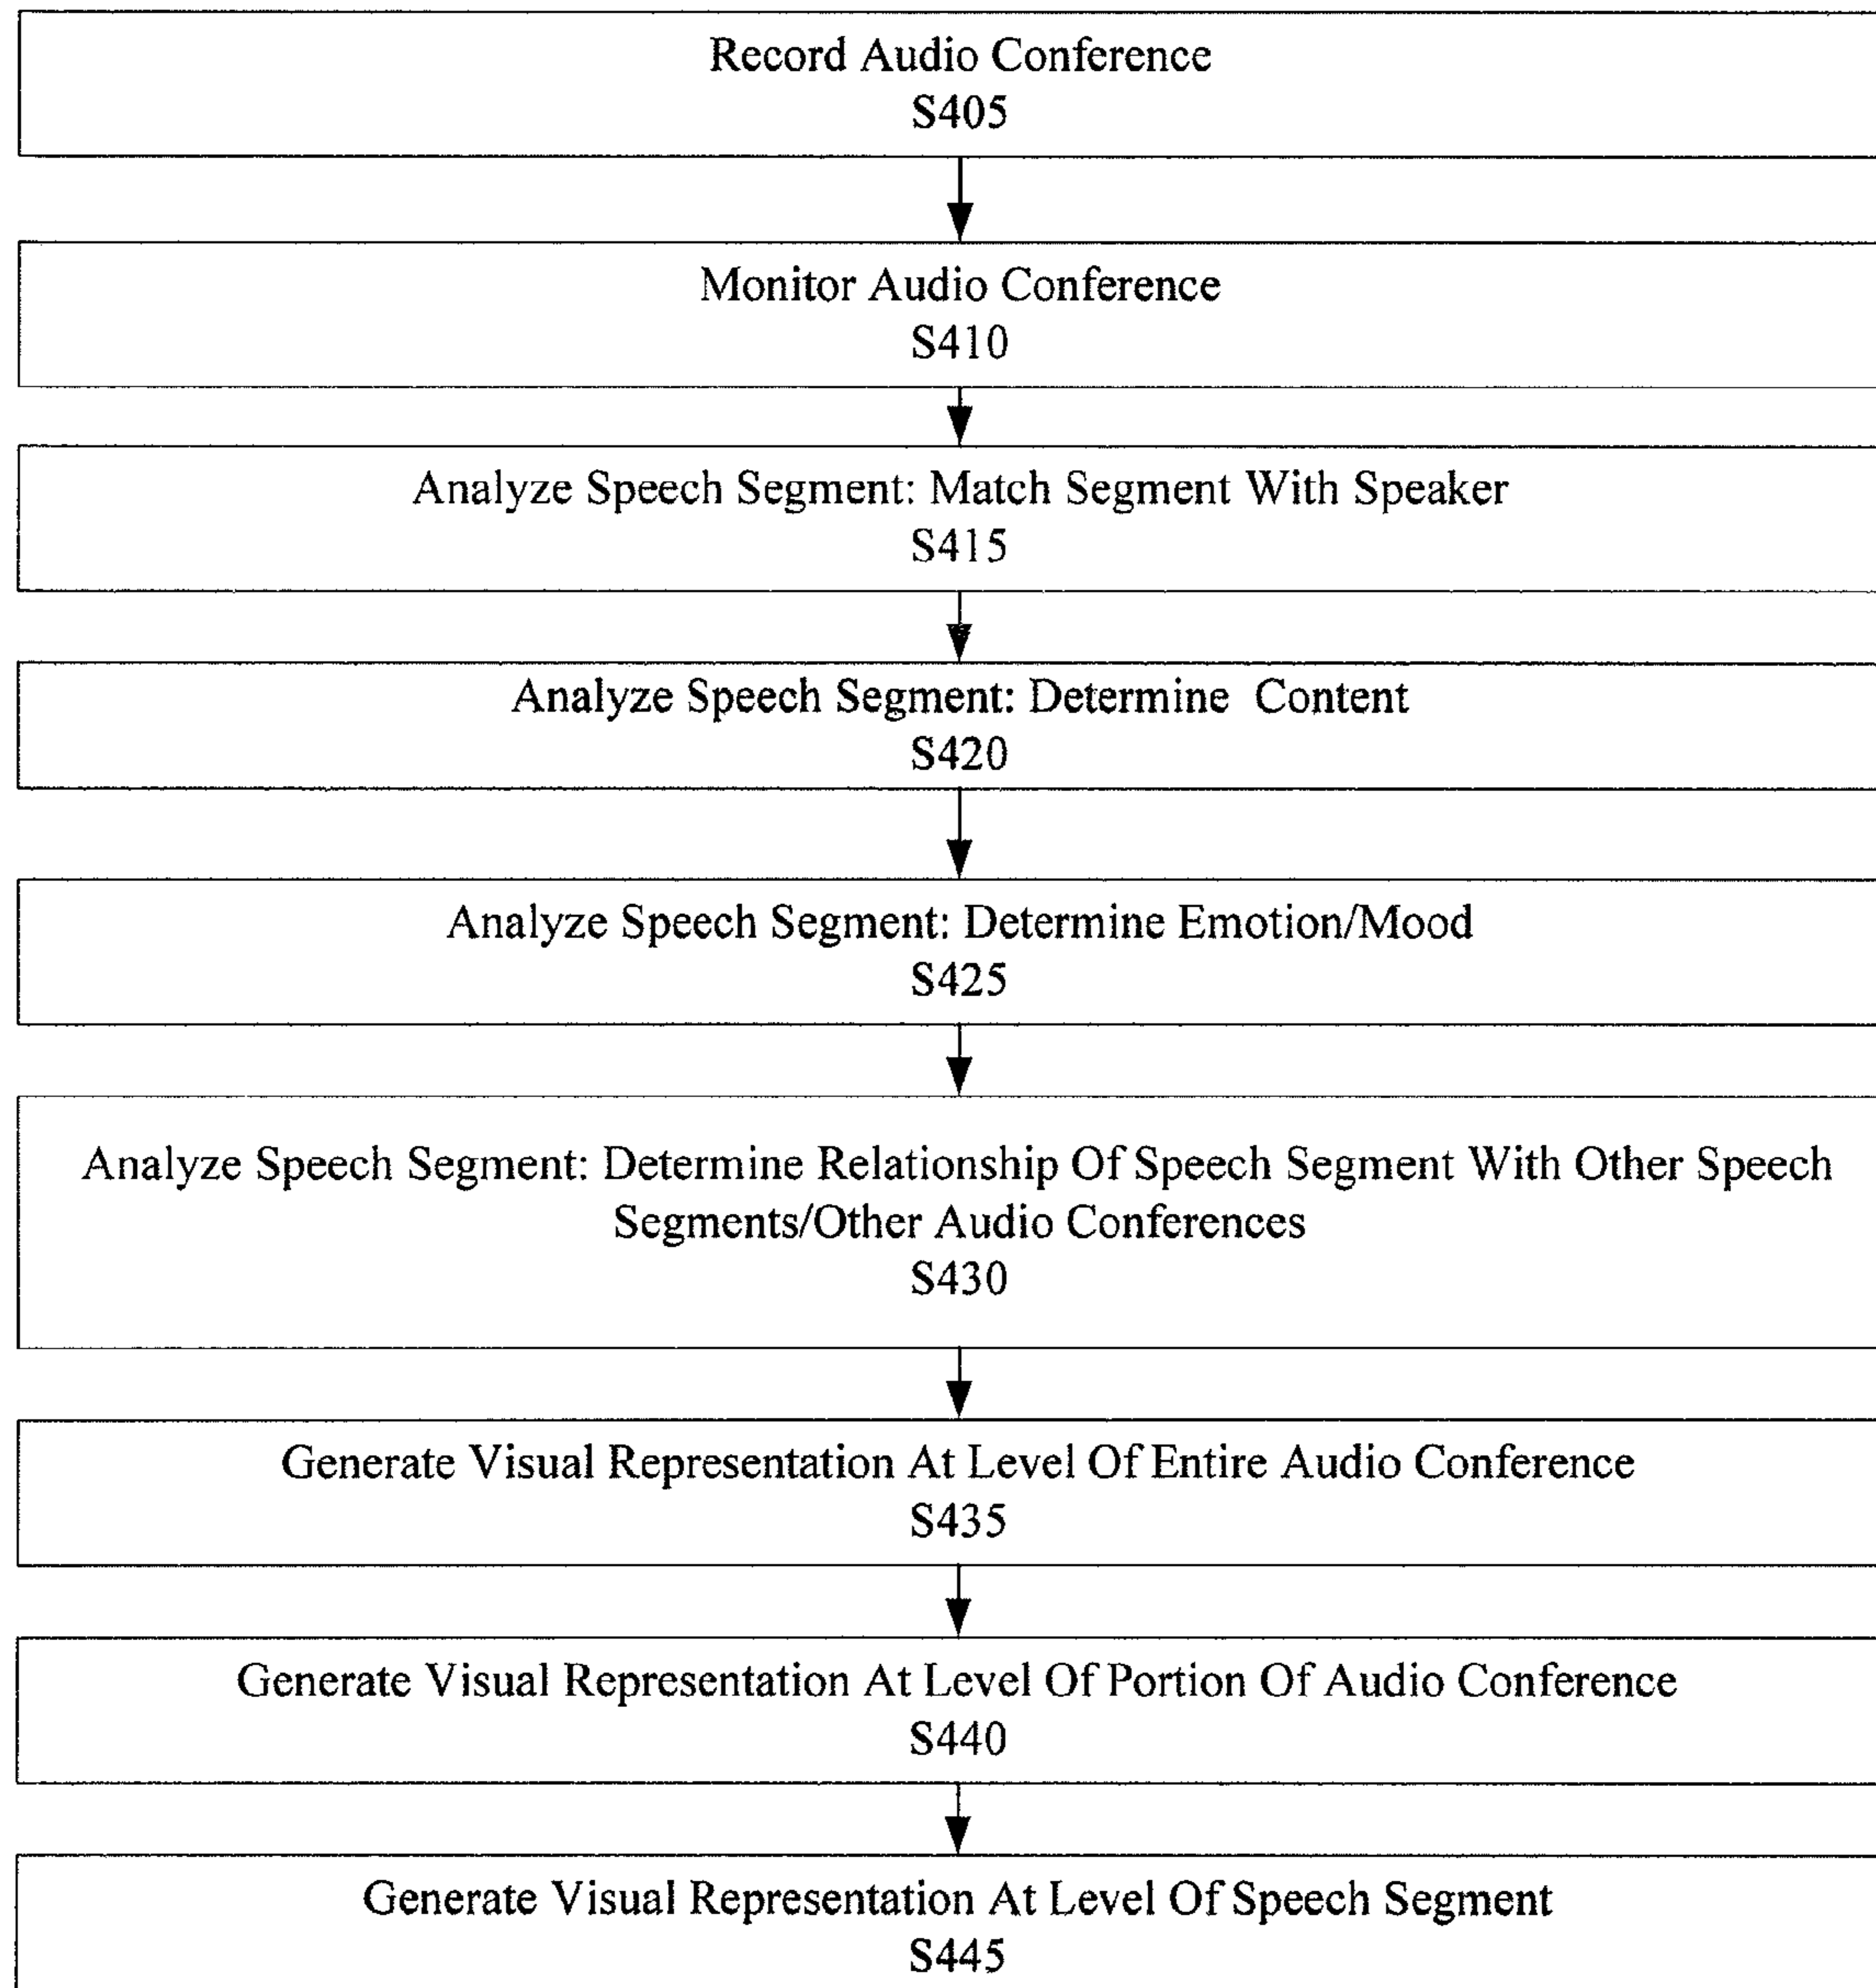 Record Audio Conference
S405
Monitor Audio Conference
S410
Analyze Speech Segment: Match Segment With Speaker
S415
Analyze Speech Segment: Determine Content
S420
Analyze Speech Segment: Determine Emotion/Mood
S425
Analyze Speech Segment: Determine Relationship Of Speech Segment With Other Speech
Segments/Other Audio Conferences
S430
Generate Visual Representation At Level Of Entire Audio Conference
S435
Generate Visual Representation At Level Of Portion Of Audio Conference
S440
Generate Visual Representation At Level Of Speech Segment
S445